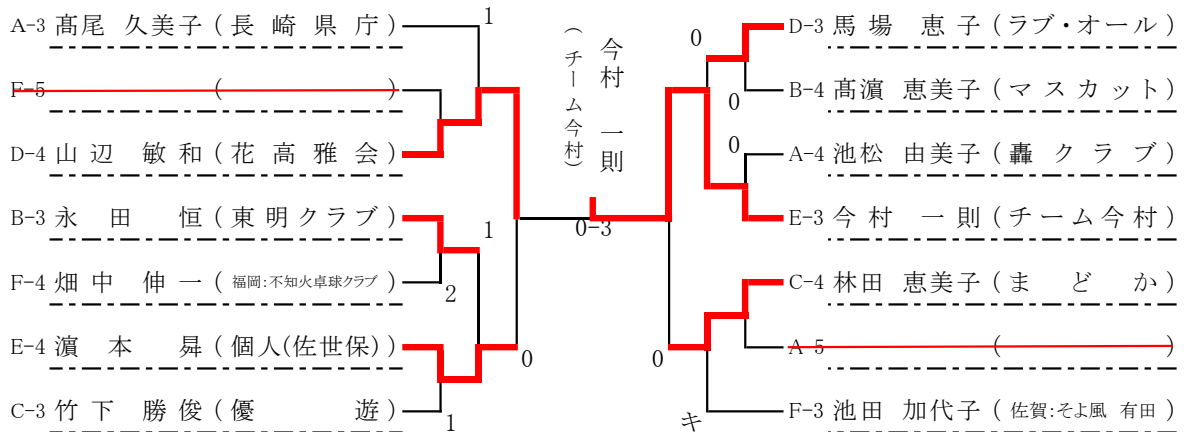 A-3 髙尾 久美子 ( 長 崎 県 庁 )
F-5 ( )
D-4 山 辺 敏 和 ( 花 高 雅 会 )
B-3 永 田 恒 ( 東 明 クラブ )
F-4 畑 中 伸 一 ( 福岡:不知火卓球クラブ )
E-4 濵 本 曻 ( 個人(佐世保) )
C-3 竹 下 勝 俊 ( 優 遊 )
1
1
2
0
1
今村 一則
( チーム今村 )
0-3
0
0
0
0
キ
D-3 馬 場 恵 子 ( ラブ・オール )
B-4 髙濵 恵美子 ( マスカット )
A-4 池松 由美子 ( 轟 ク ラ ブ )
E-3 今 村 一 則 ( チーム今村 )
C-4 林田 恵美子 ( ま ど か )
A-5 ( )
F-3 池田 加代子 ( 佐賀:そよ風 有田 )